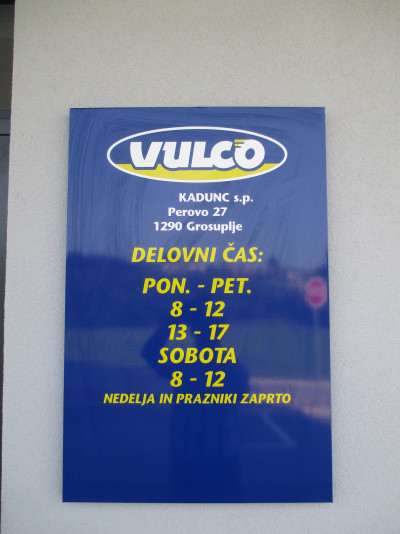 VULCO
KADUNC s.p.
Perovo 27
1290 Grosuplje
DELOVNI ČAS:
PON. - PET.
8 - 12
13 - 17
SOBOTA
8 - 12
NEDELJA IN PRAZNIKI ZAPRTO